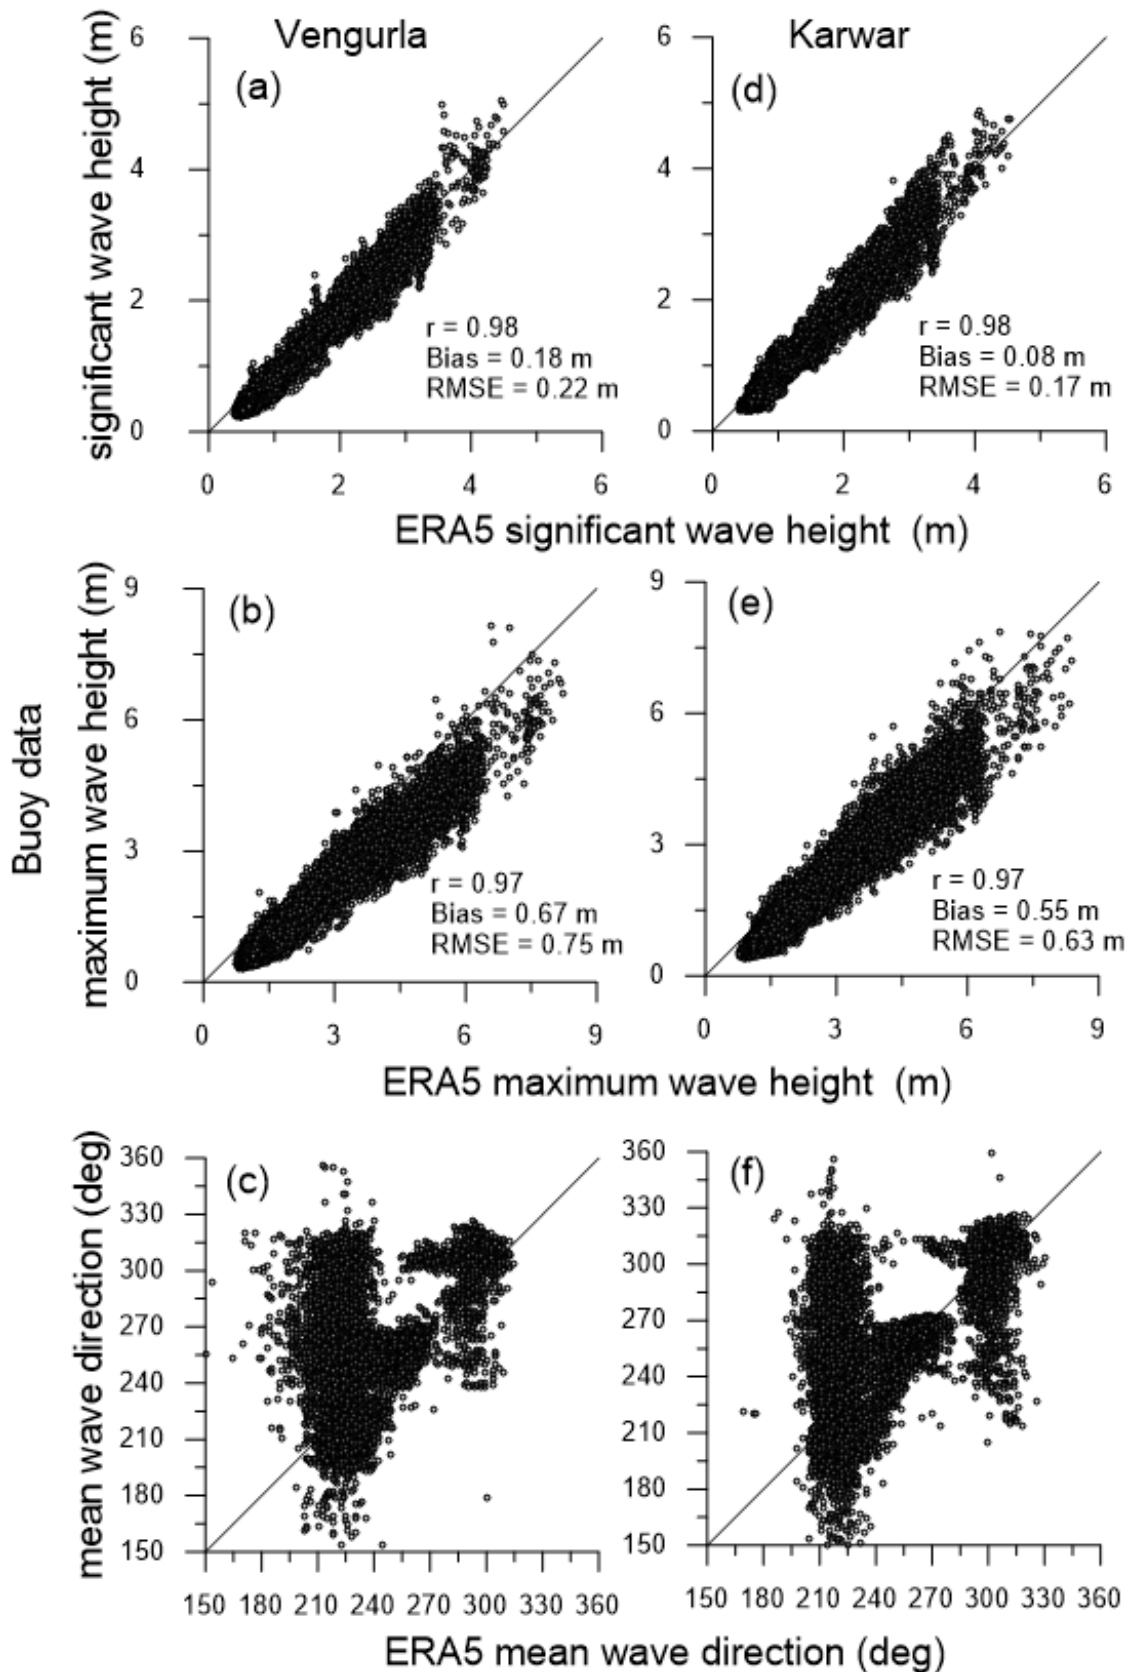 Vengurla
Karwar
significant wave height (m)
6
4
2
0
(a)
r = 0.98
Bias = 0.18 m
RMSE = 0.22 m
0 2 4 6
6
4
2
0
(d)
r = 0.98
Bias = 0.08 m
RMSE = 0.17 m
0 2 4 6
ERA5 significant wave height (m)
Buoy data
maximum wave height (m)
9
6
3
0
(b)
r = 0.97
Bias = 0.67 m
RMSE = 0.75 m
0 3 6 9
9
6
3
0
(e)
r = 0.97
Bias = 0.55 m
RMSE = 0.63 m
0 3 6 9
ERA5 maximum wave height (m)
mean wave direction (deg)
360
330
300
270
240
210
180
150
(c)
150 180 210 240 270 300 330 360
360
330
300
270
240
210
180
150
(f)
150 180 210 240 270 300 330 360
ERA5 mean wave direction (deg)